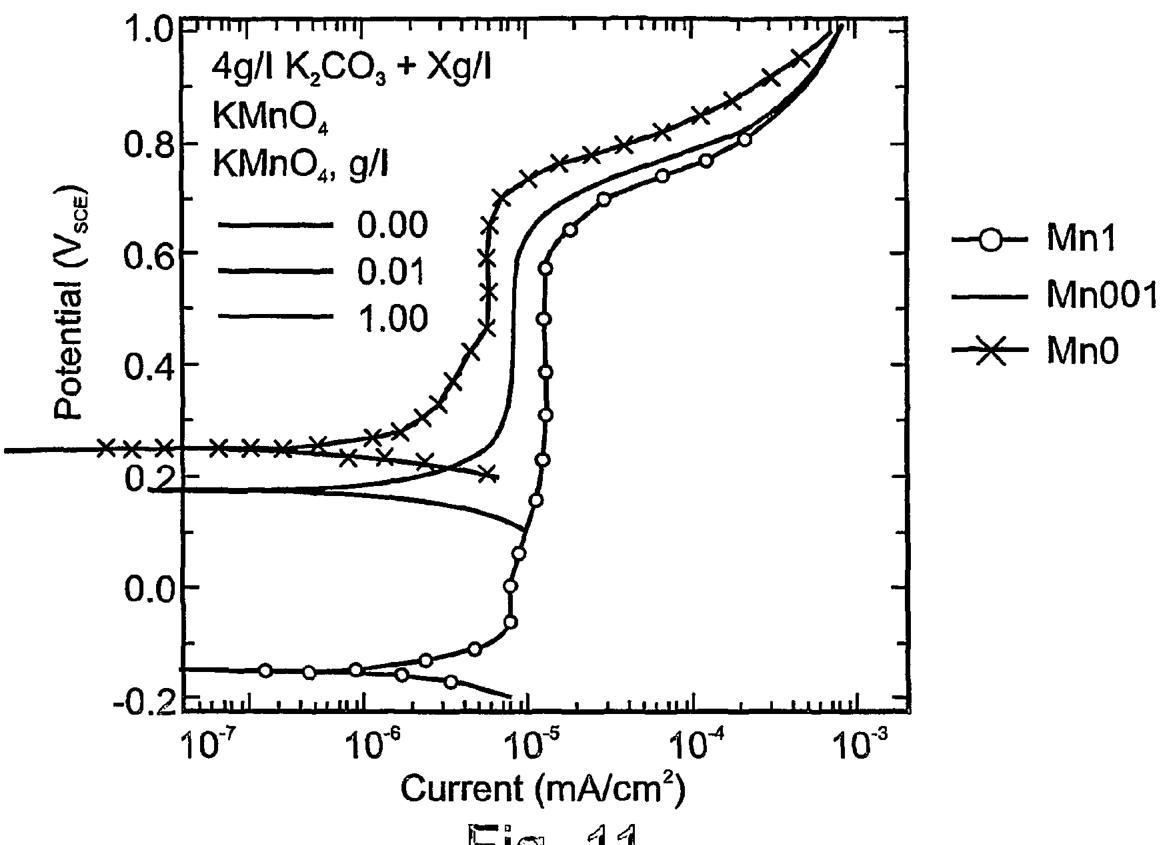 1.0
0.8
0.6
0.4
0.2
0.0
-0.2
Potential (V_SCE)
4g/l K₂CO₃ + Xg/l
KMnO₄
KMnO₄, g/l
0.00
0.01
1.00
Mn1
Mn001
Mn0
10⁻⁷ 10⁻⁶ 10⁻⁵ 10⁻⁴ 10⁻³
Current (mA/cm²)
Fig. 11